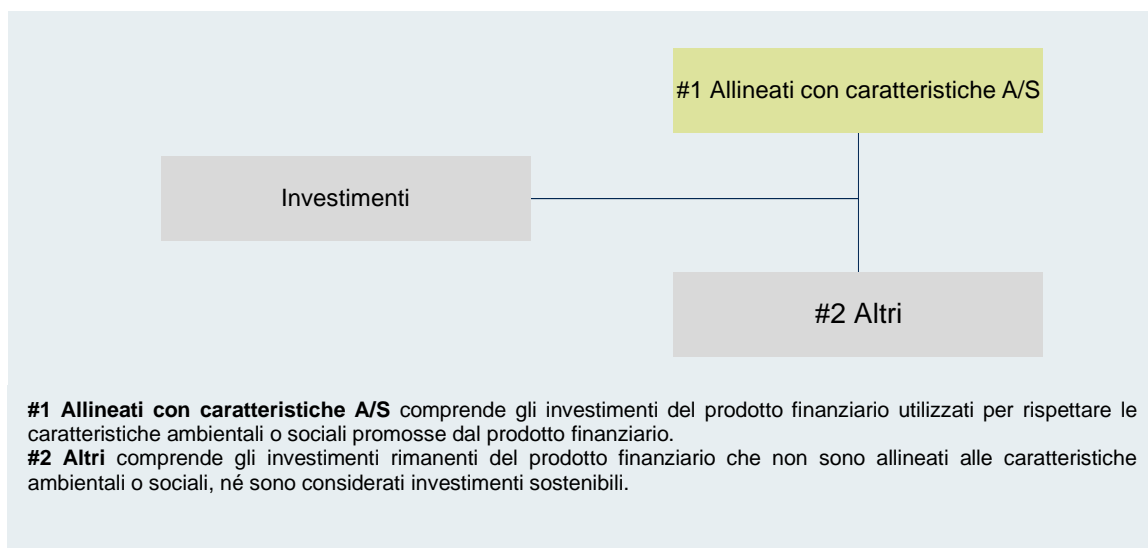 #1 Allineati con caratteristiche A/S
Investimenti
#2 Altri
#1 Allineati con caratteristiche A/S comprende gli investimenti del prodotto finanziario utilizzati per rispettare le
caratteristiche ambientali o sociali promosse dal prodotto finanziario.
#2 Altri comprende gli investimenti rimanenti del prodotto finanziario che non sono allineati alle caratteristiche
ambientali o sociali, né sono considerati investimenti sostenibili.